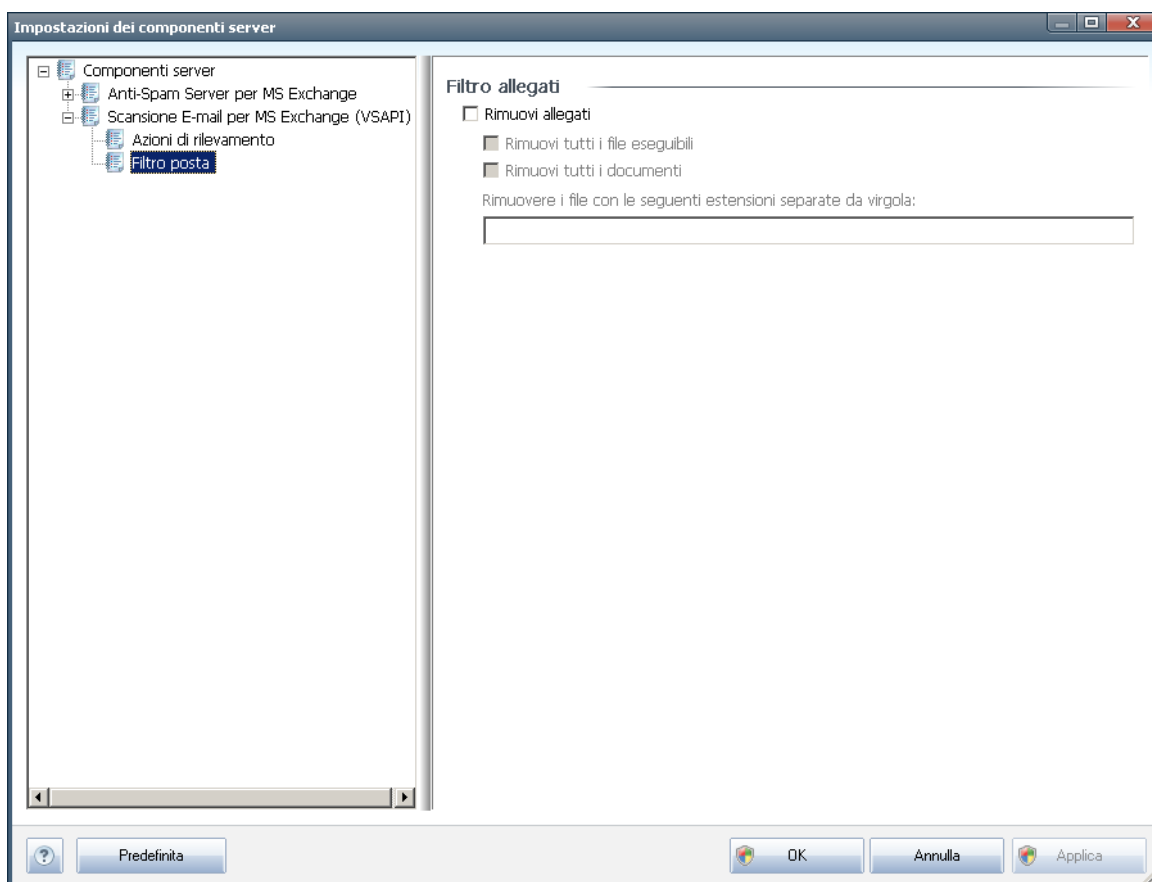 Impostazioni dei componenti server
Componenti server
Anti-Spam Server per MS Exchange
Scansione E-mail per MS Exchange (VSAPI)
Azioni di rilevamento
Filtro posta
Filtro allegati
Rimuovi allegati
Rimuovi tutti i file eseguibili
Rimuovi tutti i documenti
Rimuovere i file con le seguenti estensioni separate da virgola:
Predefinita
OK
Annulla
Applica